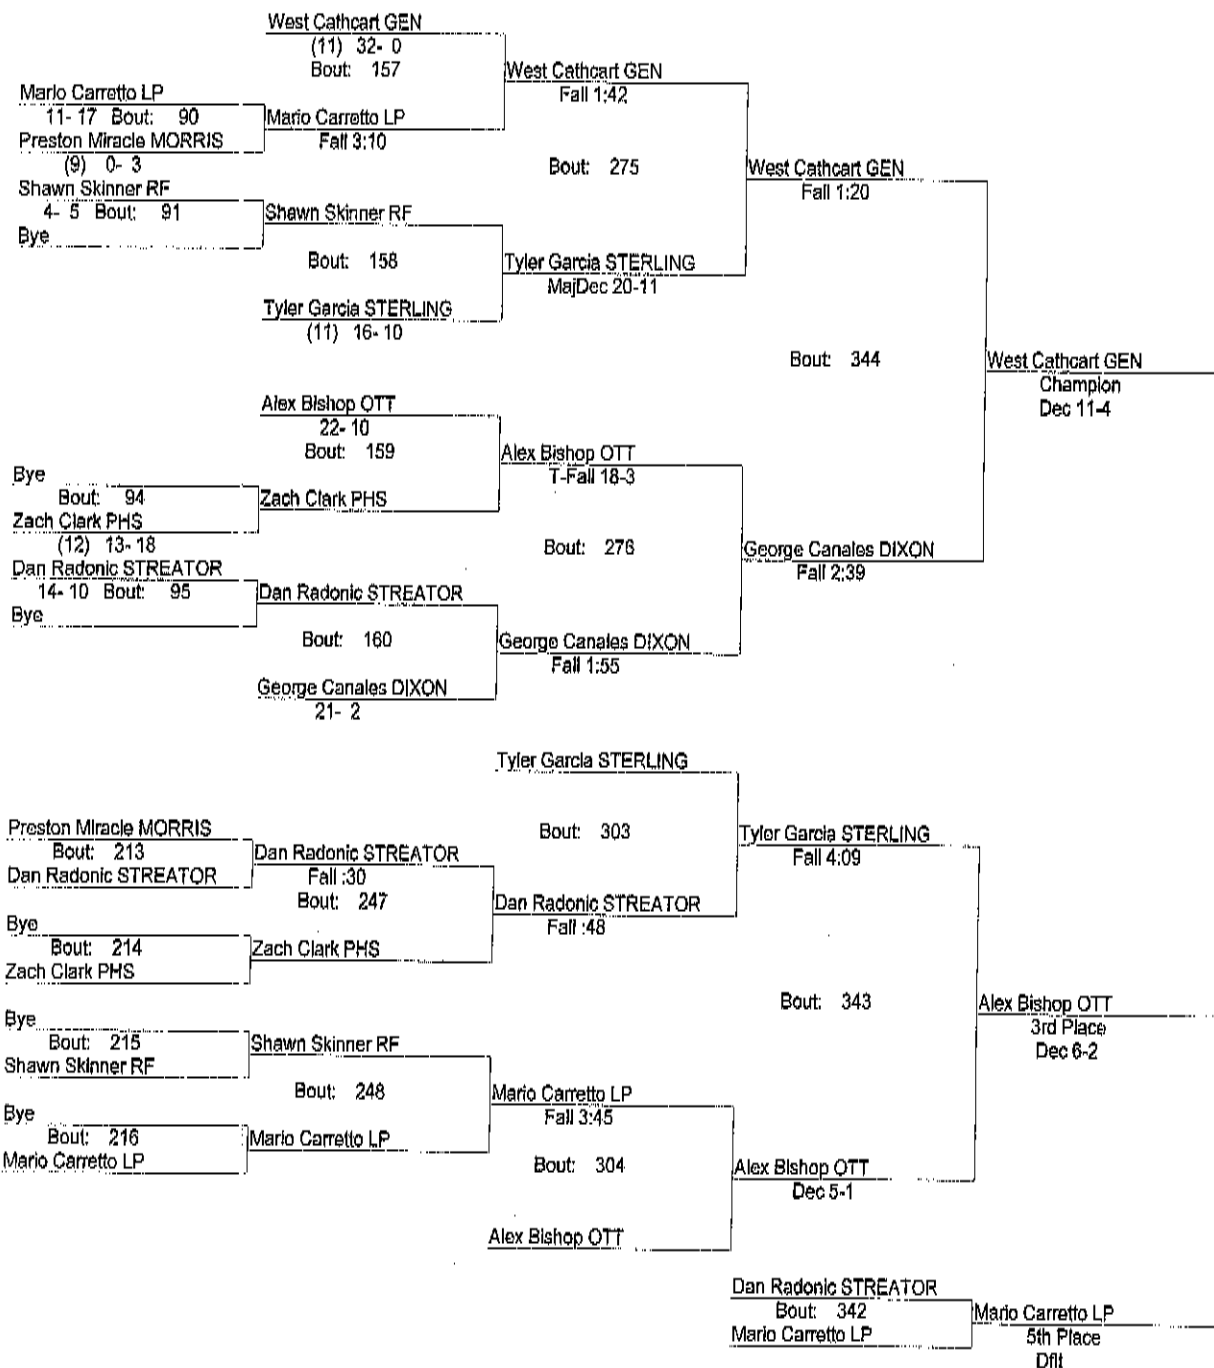 West Cathcart GEN
(11) 32- 0
Bout: 157
West Cathcart GEN
Fall 1:42
Mario Carretto LP
11- 17 Bout: 90
Mario Carretto LP
Fall 3:10
Preston Miracle MORRIS
(9) 0- 3
Bout: 275
West Cathcart GEN
Fall 1:20
Shawn Skinner RF
4- 5 Bout: 91
Shawn Skinner RF
Bye
Bout: 158
Tyler Garcia STERLING
MajDec 20-11
Tyler Garcia STERLING
(11) 16- 10
Bout: 344
West Cathcart GEN
Champion
Dec 11-4
Alex Bishop OTT
22- 10
Bout: 159
Alex Bishop OTT
T-Fall 18-3
Bye
Bout: 94
Zach Clark PHS
Zach Clark PHS
(12) 13- 18
Bout: 276
George Canales DIXON
Fall 2:39
Dan Radonic STREATOR
14- 10 Bout: 95
Dan Radonic STREATOR
Bye
Bout: 160
George Canales DIXON
Fall 1:55
George Canales DIXON
21- 2
Tyler Garcia STERLING
Preston Miracle MORRIS
Bout: 213
Dan Radonic STREATOR
Bout: 303
Tyler Garcia STERLING
Fall 4:09
Dan Radonic STREATOR
Fall :30
Bout: 247
Dan Radonic STREATOR
Fall :48
Bye
Bout: 214
Zach Clark PHS
Zach Clark PHS
Bout: 343
Alex Bishop OTT
3rd Place
Dec 6-2
Bye
Bout: 215
Shawn Skinner RF
Shawn Skinner RF
Bout: 248
Mario Carretto LP
Fall 3:45
Bye
Bout: 216
Mario Carretto LP
Mario Carretto LP
Bout: 304
Alex Bishop OTT
Dec 5-1
Alex Bishop OTT
Dan Radonic STREATOR
Bout: 342
Mario Carretto LP
Mario Carretto LP
5th Place
Dflt